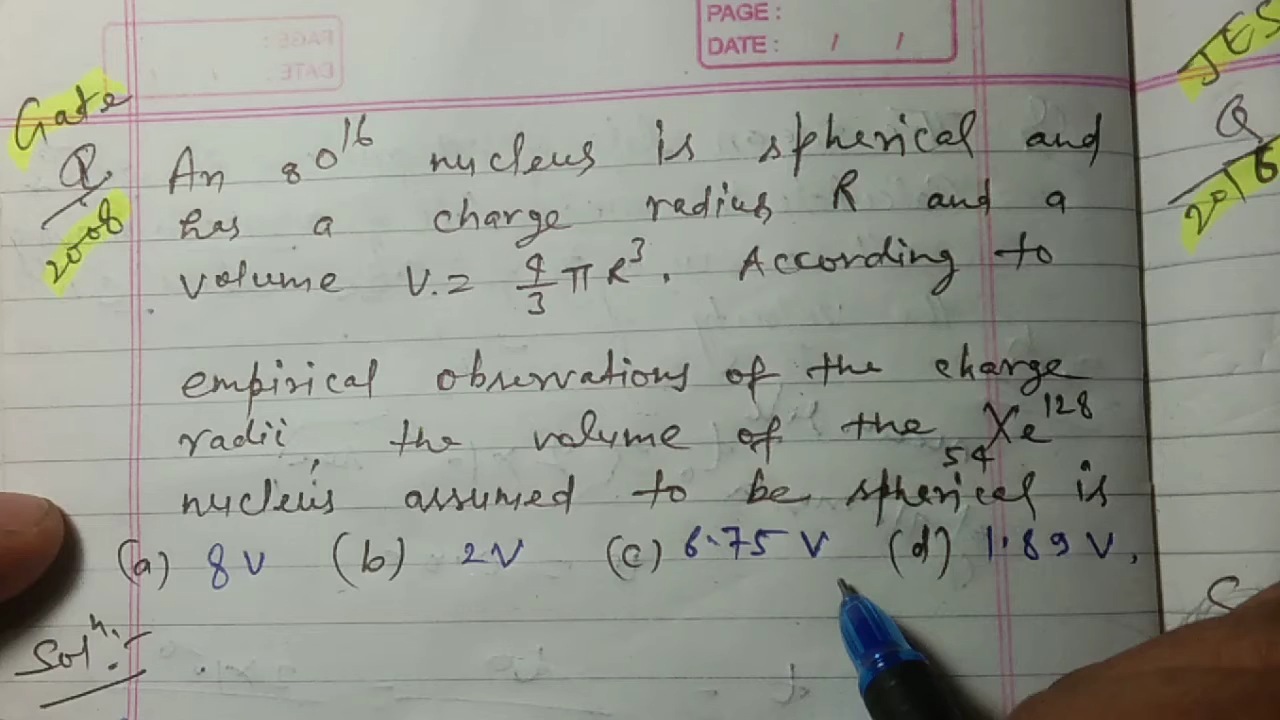 PAGE :
DATE : / /
Gate
Q 2008
An ₈O¹⁶ nucleus is spherical and
has a charge radius R and a
volume V = 4/3 πR³. According to
empirical observations of the charge
radii, the volume of the ₅₄Xe¹²⁸
nucleus assumed to be spherical is
(a) 8V (b) 2V (c) 6.75 V (d) 1.89 V.
Solⁿ:-
JES
Q
2016